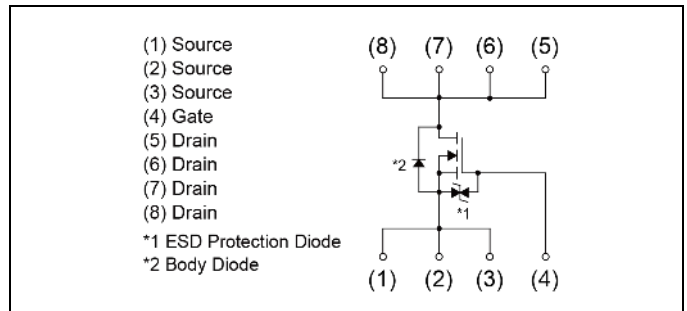 (1) Source
(2) Source
(3) Source
(4) Gate
(5) Drain
(6) Drain
(7) Drain
(8) Drain
*1 ESD Protection Diode
*2 Body Diode
(8) (7) (6) (5)
*2
*1
(1) (2) (3) (4)